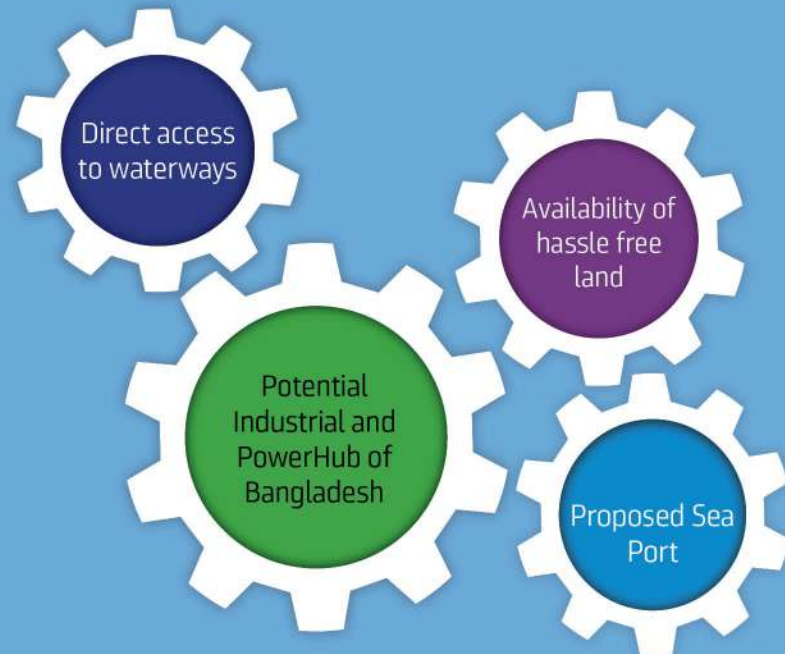 Direct access
to waterways
Availability of
hassle free
land
Potential
Industrial and
PowerHub of
Bangladesh
Proposed Sea
Port